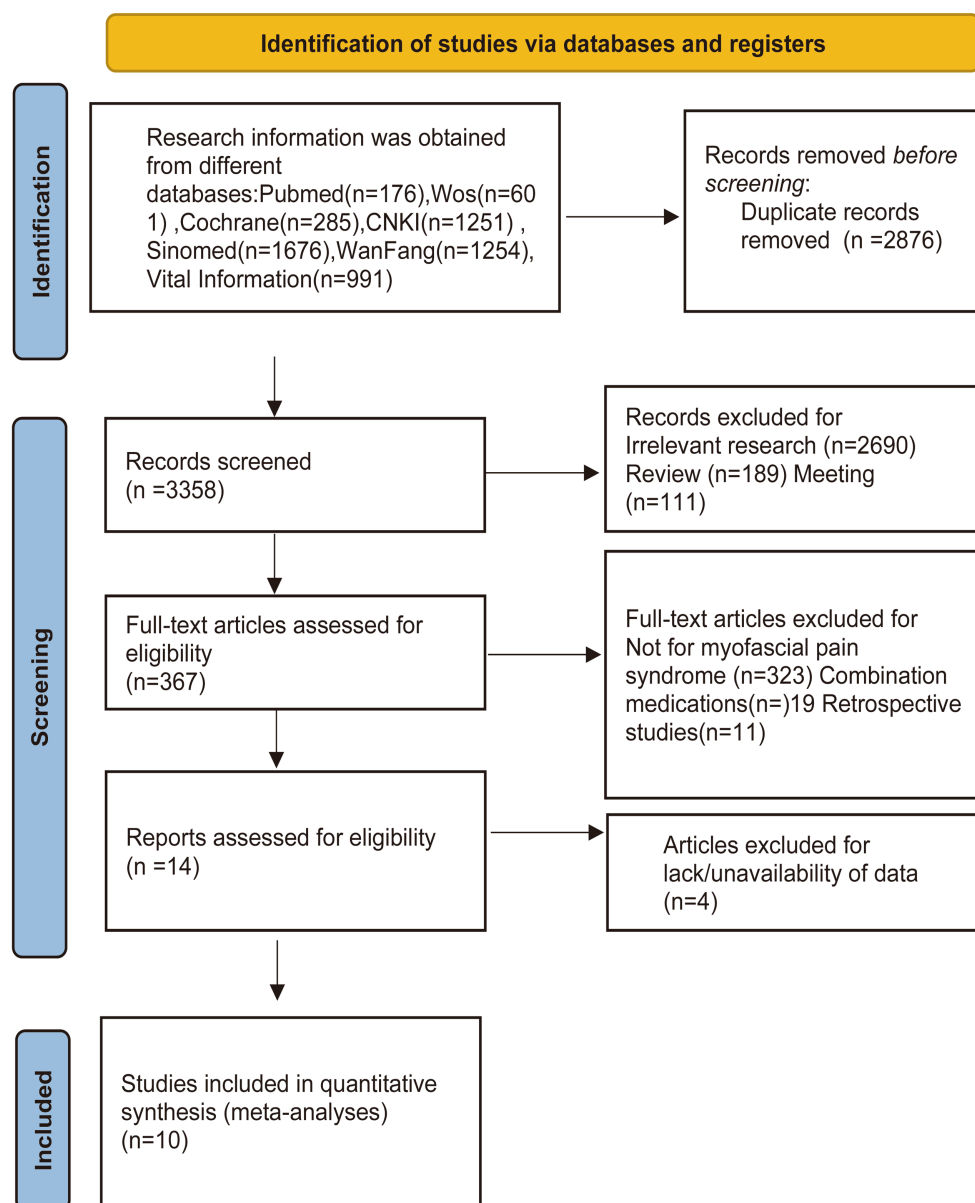 Identification of studies via databases and registers
Identification
Research information was obtained
from different
databases:Pubmed(n=176),Wos(n=60
1) ,Cochrane(n=285),CNKI(n=1251) ,
Sinomed(n=1676),WanFang(n=1254),
Vital Information(n=991)
Records removed before
screening:
Duplicate records
removed  (n =2876)
Screening
Records screened
(n =3358)
Records excluded for
Irrelevant research (n=2690)
Review (n=189) Meeting
(n=111)
Full-text articles assessed for
eligibility
(n=367)
Full-text articles excluded for
Not for myofascial pain
syndrome (n=323) Combination
medications(n=)19 Retrospective
studies(n=11)
Reports assessed for eligibility
(n =14)
Articles excluded for
lack/unavailability of data
(n=4)
Included
Studies included in quantitative
synthesis (meta-analyses)
(n=10)